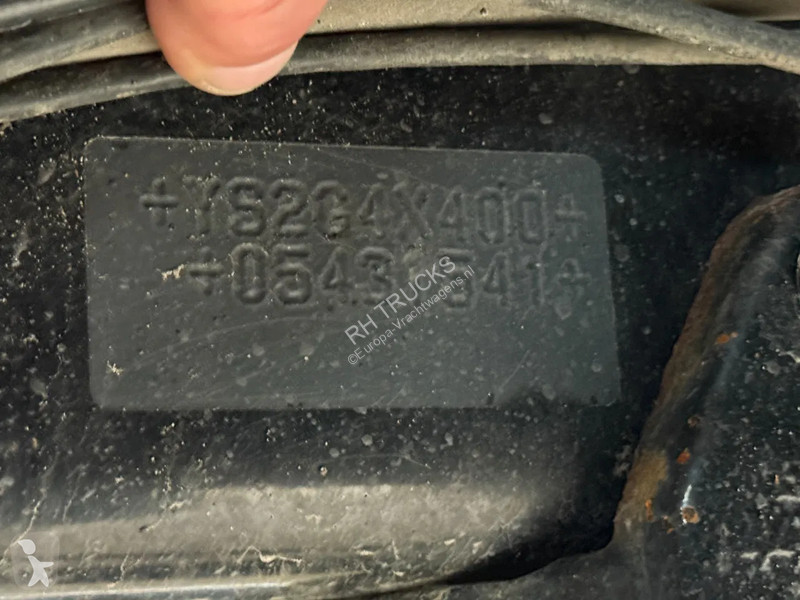 +YS2G4X400+
RH TRUCKS
©Europa-Vrachtwagens.nl